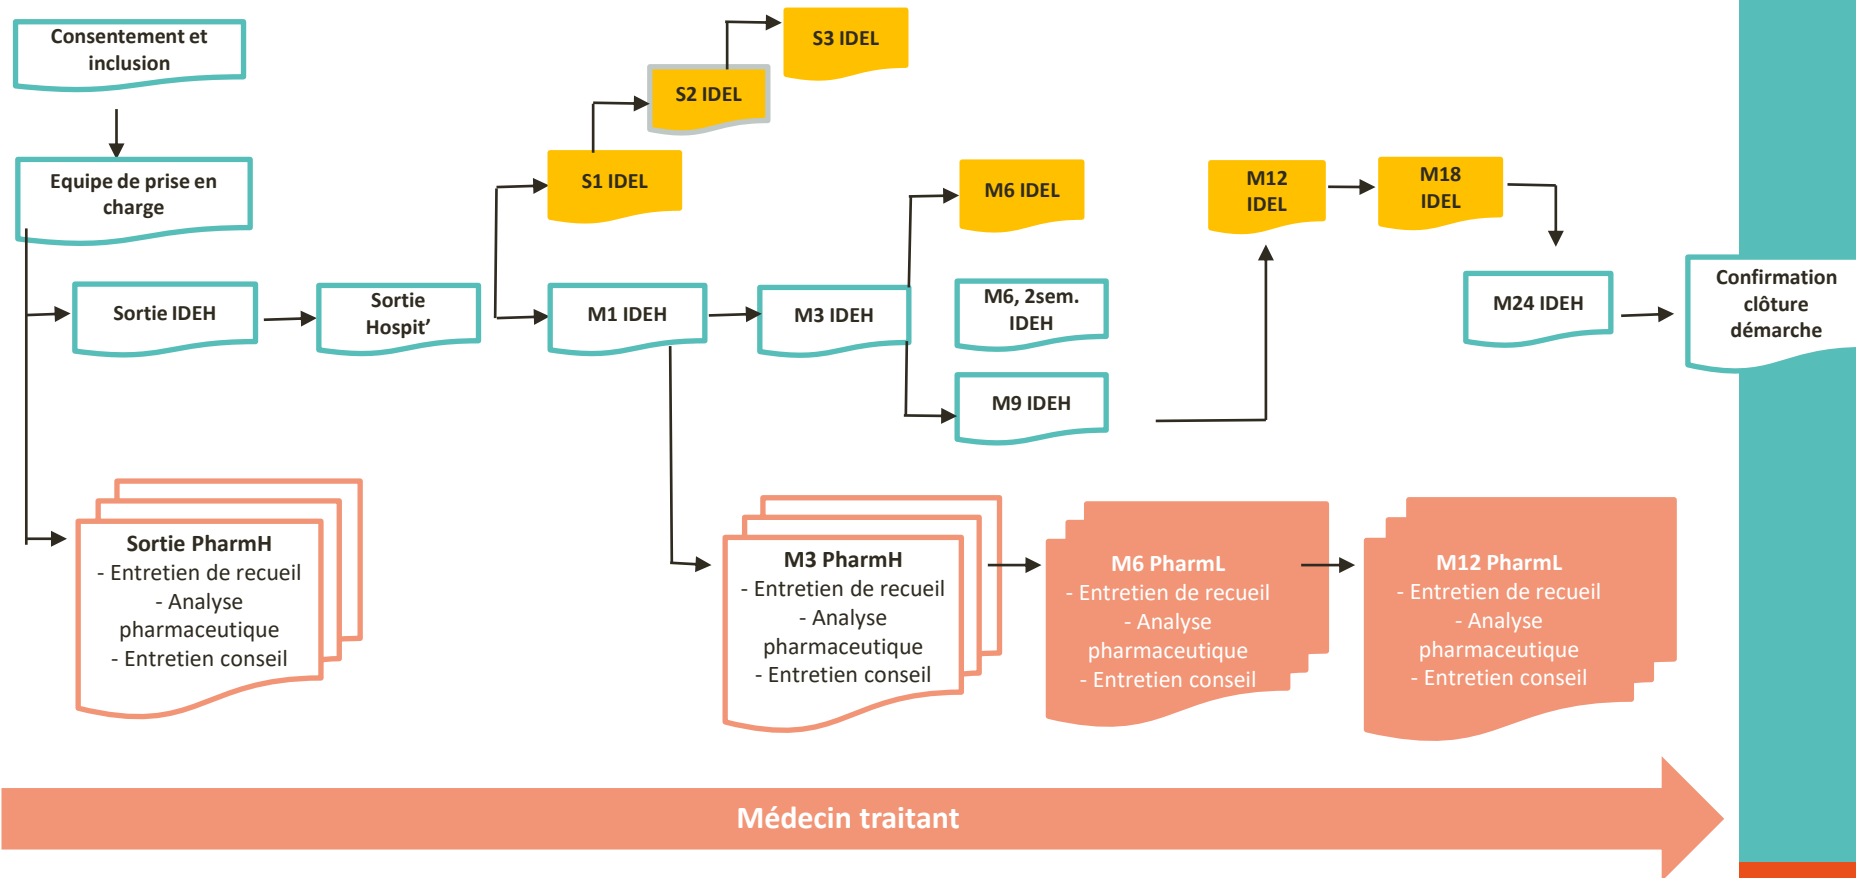 Consentement et
inclusion
S3 IDEL
S2 IDEL
S1 IDEL
Equipe de prise en
charge
M6 IDEL
M12
IDEL
M18
IDEL
Sortie IDEH
Sortie
Hospit’
M1 IDEH
M3 IDEH
M6, 2sem.
IDEH
M9 IDEH
M24 IDEH
Confirmation
clôture
démarche
Sortie PharmH
- Entretien de recueil
- Analyse
pharmaceutique
- Entretien conseil
M3 PharmH
- Entretien de recueil
- Analyse
pharmaceutique
- Entretien conseil
M6 PharmL
- Entretien de recueil
- Analyse
pharmaceutique
- Entretien conseil
M12 PharmL
- Entretien de recueil
- Analyse
pharmaceutique
- Entretien conseil
Médecin traitant